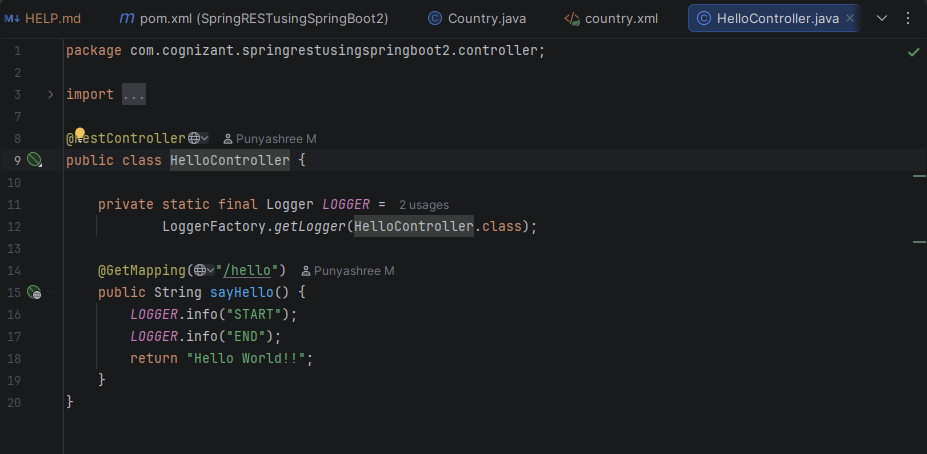 HELP.md pom.xml (SpringRESTusingSpringBoot2) Country.java country.xml HelloController.java
1 package com.cognizant.springrestusingspringboot2.controller;
2
3 import ...
7
8 @RestController Punyashree M
9 public class HelloController {
10
11 private static final Logger LOGGER = 2 usages
12 LoggerFactory.getLogger(HelloController.class);
13
14 @GetMapping("/hello") Punyashree M
15 public String sayHello() {
16 LOGGER.info("START");
17 LOGGER.info("END");
18 return "Hello World!!";
19 }
20 }